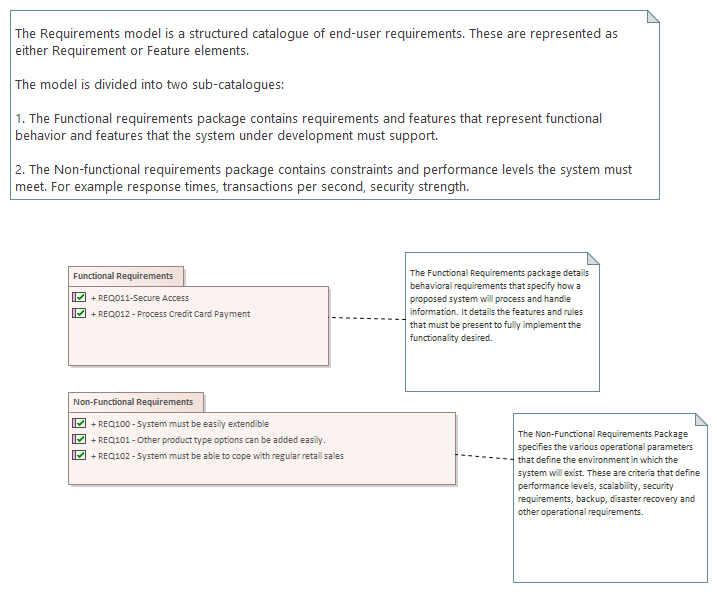 The Requirements model is a structured catalogue of end-user requirements. These are represented as
either Requirement or Feature elements.
The model is divided into two sub-catalogues:
1. The Functional requirements package contains requirements and features that represent functional
behavior and features that the system under development must support.
2. The Non-functional requirements package contains constraints and performance levels the system must
meet. For example response times, transactions per second, security strength.
Functional Requirements
+ REQ011-Secure Access
+ REQ012 - Process Credit Card Payment
The Functional Requirements package details
behavioral requirements that specify how a
proposed system will process and handle
information. It details the features and rules
that must be present to fully implement the
functionality desired.
Non-Functional Requirements
+ REQ100 - System must be easily extendible
+ REQ101 - Other product type options can be added easily.
+ REQ102 - System must be able to cope with regular retail sales
The Non-Functional Requirements Package
specifies the various operational parameters
that define the environment in which the
system will exist. These are criteria that define
performance levels, scalability, security
requirements, backup, disaster recovery and
other operational requirements.